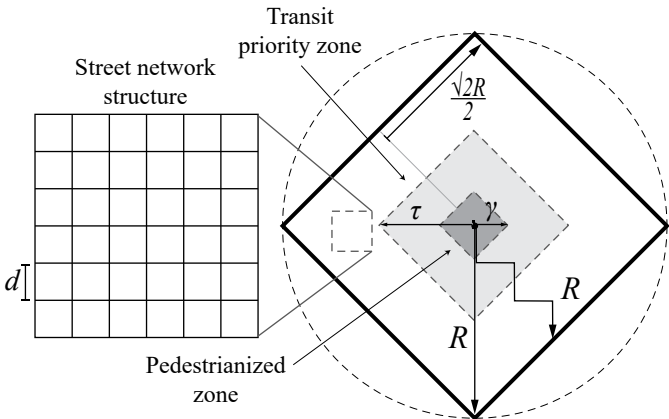 Transit
priority zone
Street network
structure
√2R
2
τ
γ
d
R
R
Pedestrianized
zone